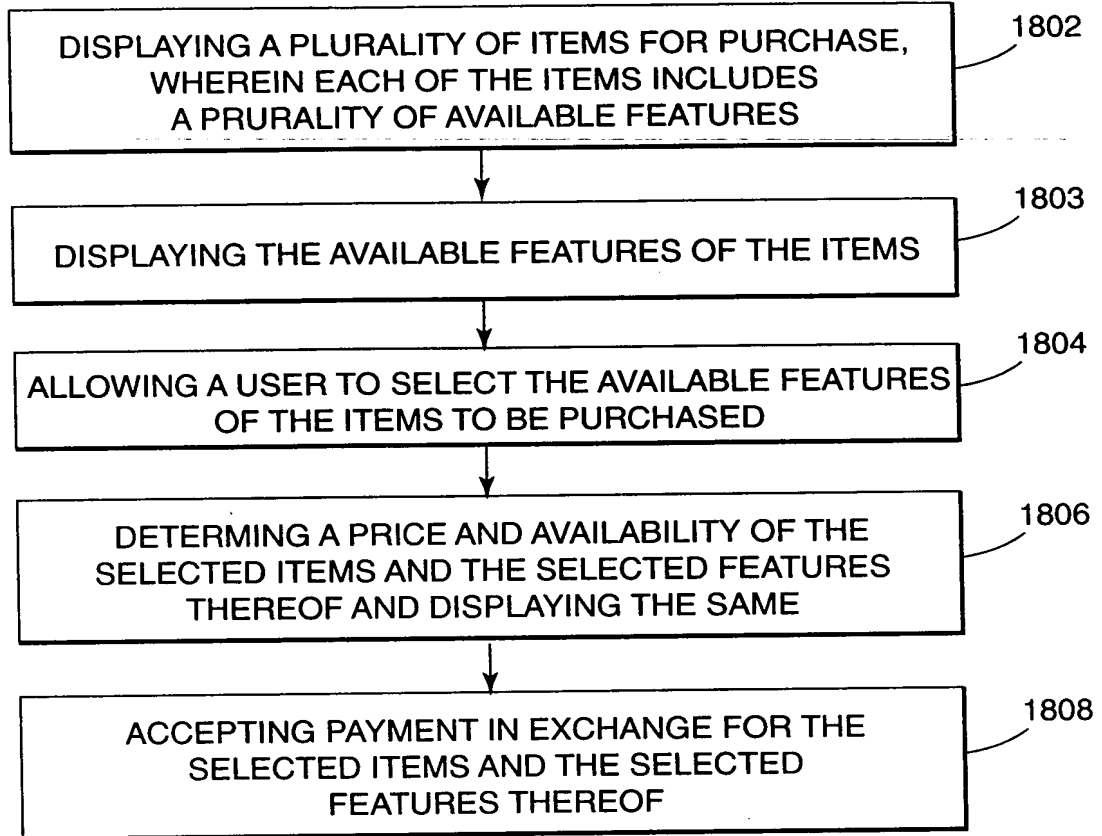 DISPLAYING A PLURALITY OF ITEMS FOR PURCHASE,
WHEREIN EACH OF THE ITEMS INCLUDES
A PRURALITY OF AVAILABLE FEATURES
1802
DISPLAYING THE AVAILABLE FEATURES OF THE ITEMS
1803
ALLOWING A USER TO SELECT THE AVAILABLE FEATURES
OF THE ITEMS TO BE PURCHASED
1804
DETERMING A PRICE AND AVAILABILITY OF THE
SELECTED ITEMS AND THE SELECTED FEATURES
THEREOF AND DISPLAYING THE SAME
1806
ACCEPTING PAYMENT IN EXCHANGE FOR THE
SELECTED ITEMS AND THE SELECTED
FEATURES THEREOF
1808